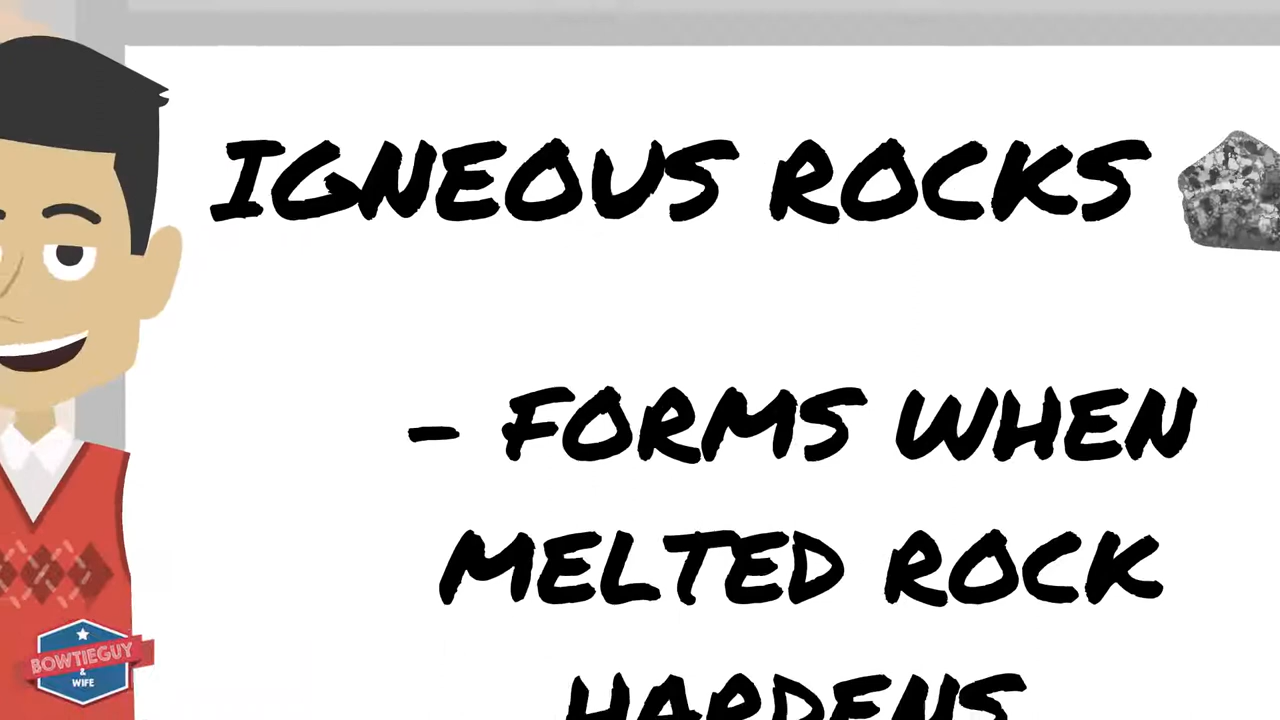 IGNEOUS ROCKS
- FORMS WHEN
MELTED ROCK
HARDENS
BOWTIEGUY
&
WIFE